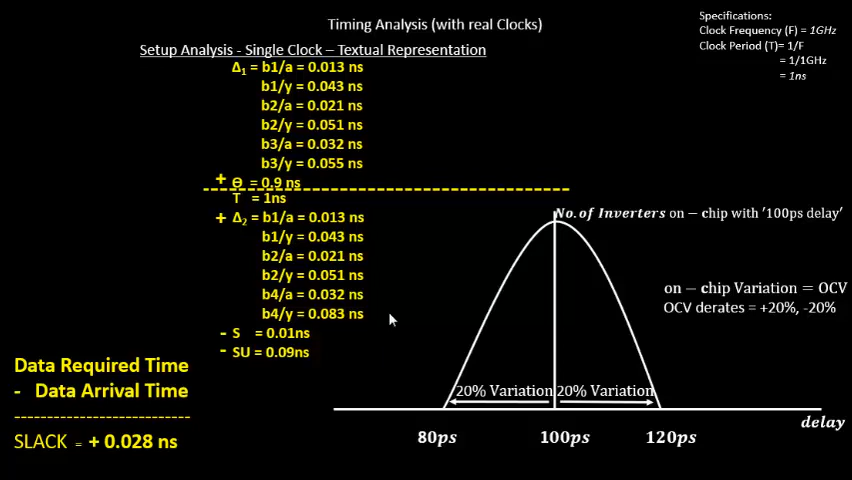 Timing Analysis (with real Clocks)
Specifications:
Clock Frequency (F) = 1GHz
Clock Period (T)= 1/F
= 1/1GHz
= 1ns
Setup Analysis - Single Clock – Textual Representation
Δ1 = b1/a = 0.013 ns
b1/y = 0.043 ns
b2/a = 0.021 ns
b2/y = 0.051 ns
b3/a = 0.032 ns
b3/y = 0.055 ns
+ Θ = 0.9 ns
T = 1ns
+ Δ2 = b1/a = 0.013 ns
b1/y = 0.043 ns
b2/a = 0.021 ns
b2/y = 0.051 ns
b4/a = 0.032 ns
b4/y = 0.083 ns
- S = 0.01ns
- SU = 0.09ns
Data Required Time
- Data Arrival Time
----------------------------
SLACK = + 0.028 ns
No. of Inverters on − chip with ′100ps delay′
on − chip Variation = OCV
OCV derates = +20%, -20%
20% Variation 20% Variation
delay
80ps 100ps 120ps